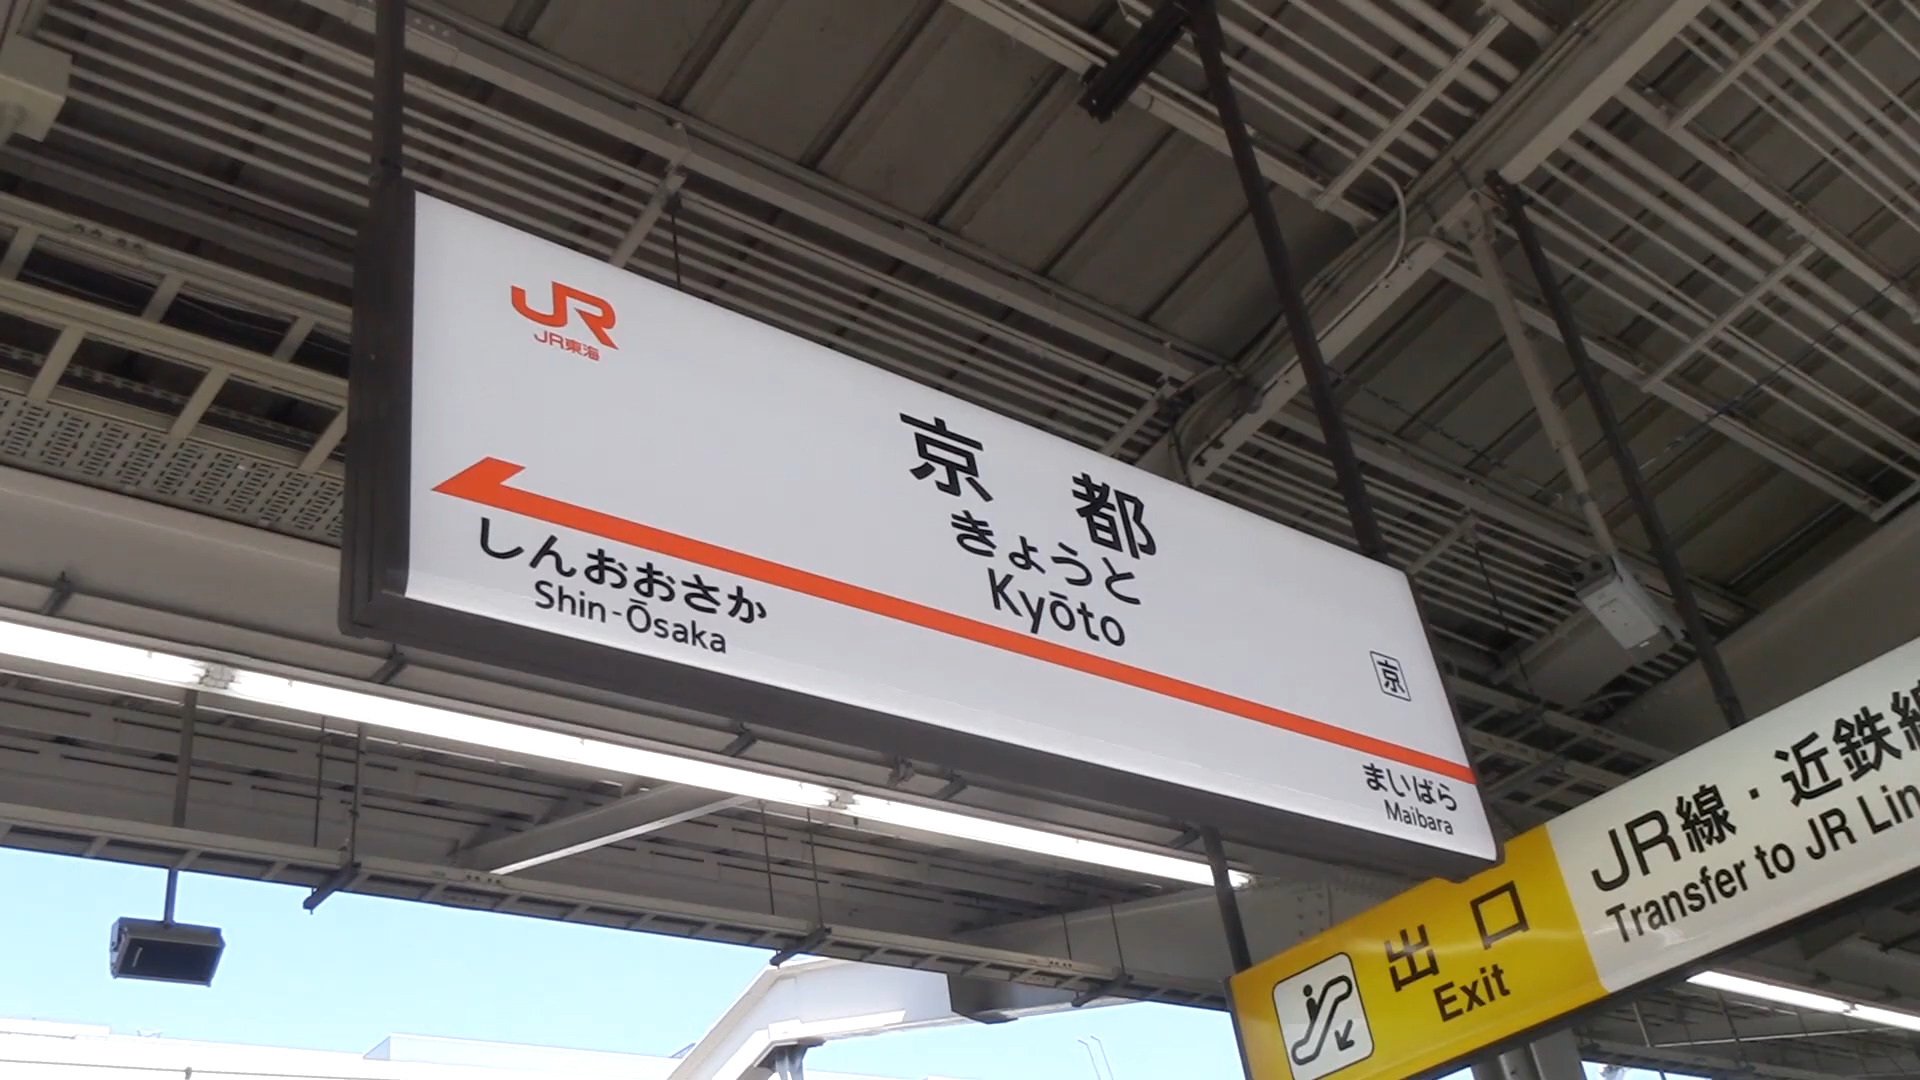 JR
JR東海
京都
きょうと
Kyōto
しんおおさか
Shin-Ōsaka
京
まいばら
Maibara
出口
Exit
JR線・近鉄線
Transfer to JR Lin